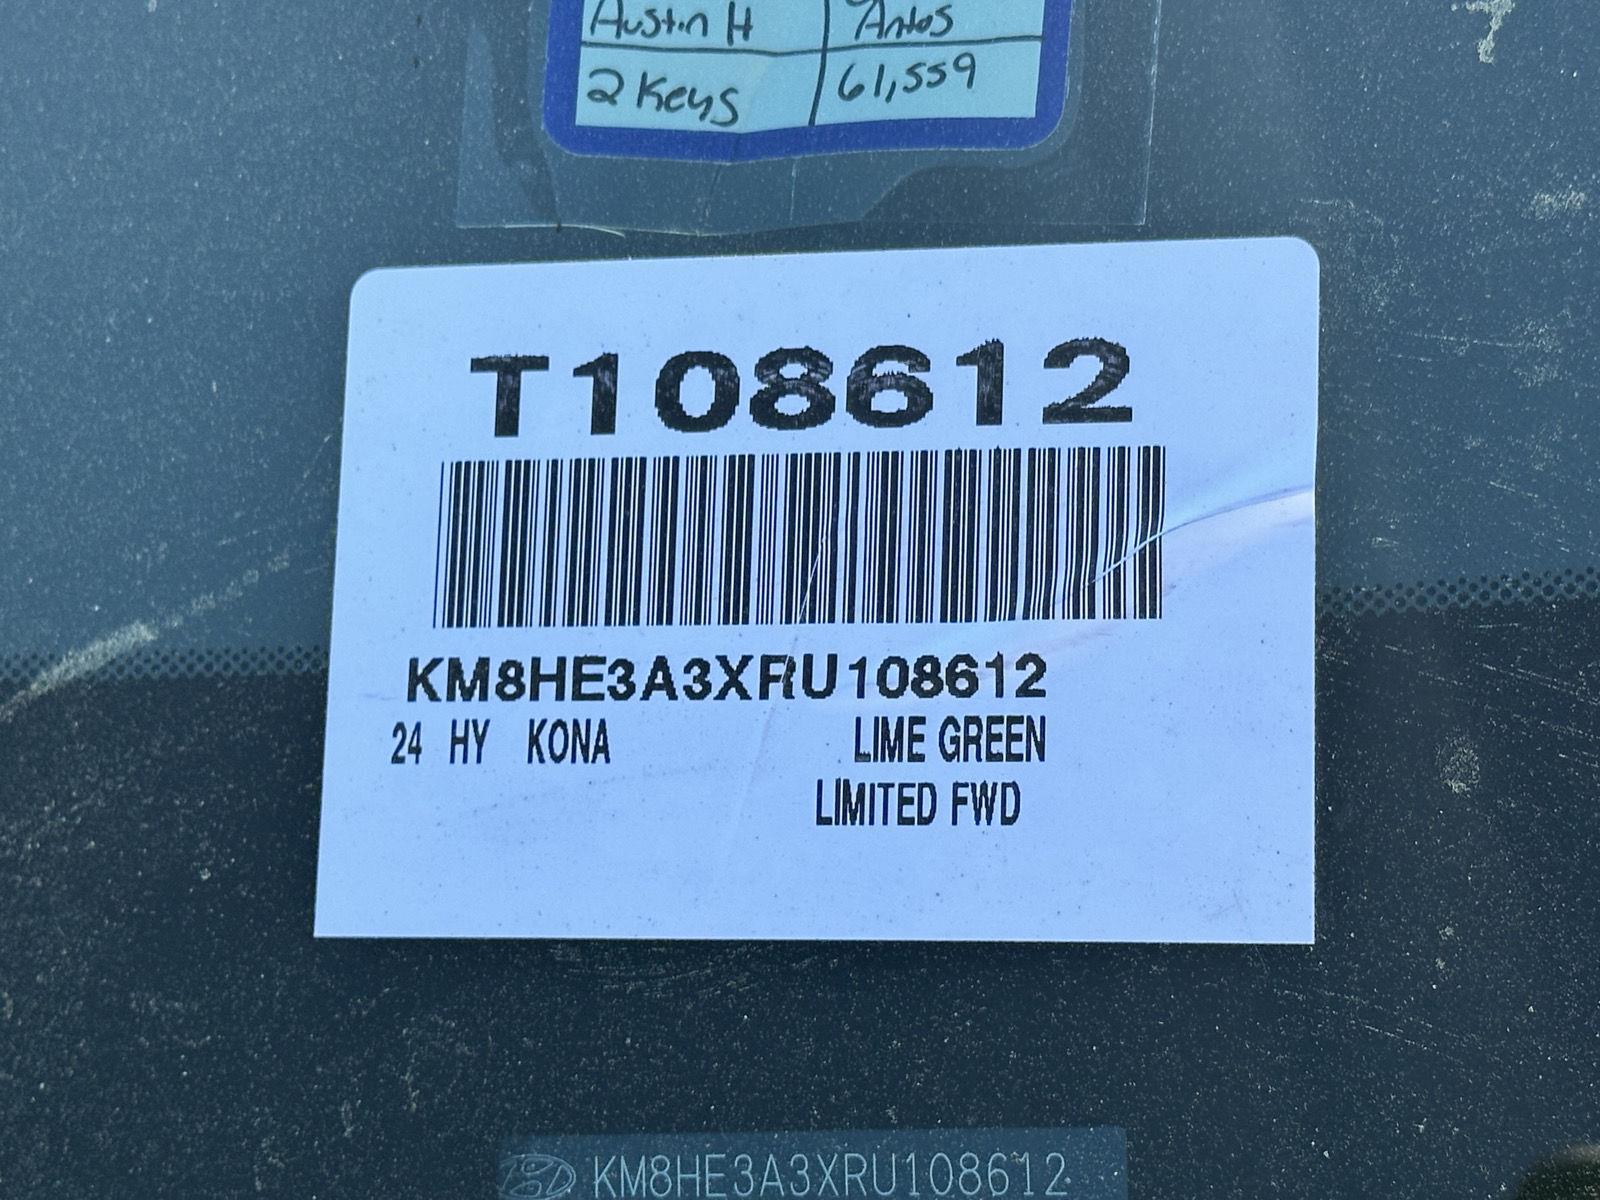 Austin H Antos
2 Keys 61,559
T108612
KM8HE3A3XRU108612
24 HY KONA LIME GREEN
LIMITED FWD
KM8HE3A3XRU108612